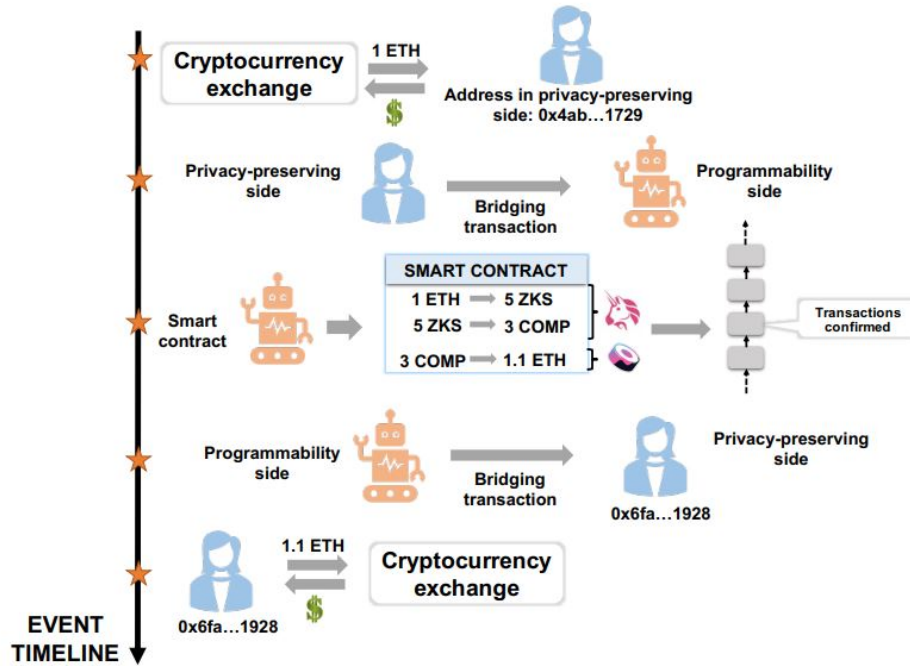 Cryptocurrency
exchange
1 ETH
$
Address in privacy-preserving
side: 0x4ab...1729
Privacy-preserving
side
Bridging
transaction
Programmability
side
Smart
contract
SMART CONTRACT
1 ETH 5 ZKS
5 ZKS 3 COMP
3 COMP 1.1 ETH
Transactions
confirmed
Programmability
side
Bridging
transaction
Privacy-preserving
side
0x6fa...1928
1.1 ETH
$
0x6fa...1928
Cryptocurrency
exchange
EVENT
TIMELINE